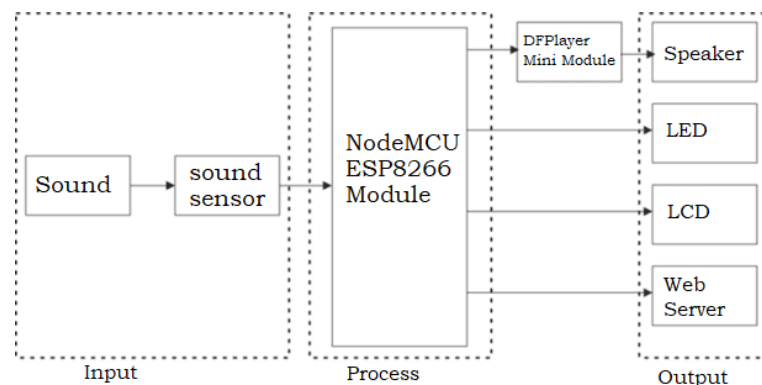 Sound
sound
sensor
NodeMCU
ESP8266
Module
DFPlayer
Mini Module
Speaker
LED
LCD
Web
Server
Input
Process
Output